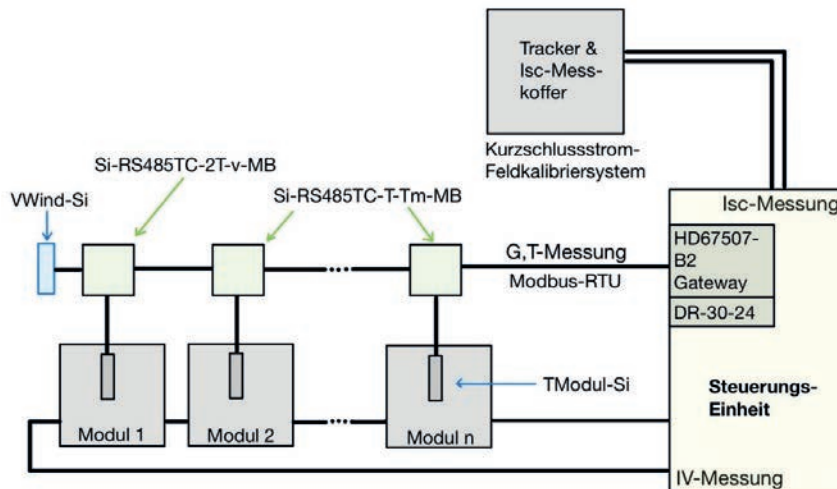 Tracker &
Isc-Mess-
koffer
Kurzschlussstrom-
Feldkalibriersystem
Si-RS485TC-2T-v-MB
VWind-Si
Si-RS485TC-T-Tm-MB
Isc-Messung
G,T-Messung
Modbus-RTU
HD67507-
B2
Gateway
DR-30-24
TModul-Si
Steuerungs-
Einheit
Modul 1
Modul 2
Modul n
IV-Messung